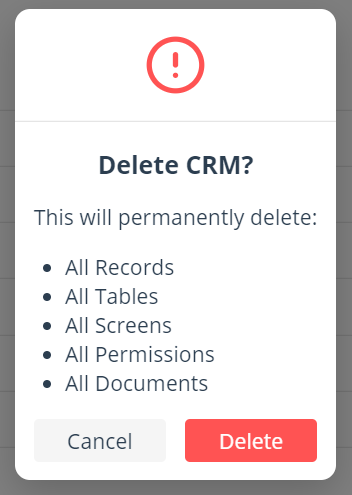 Delete CRM?
This will permanently delete:
All Records
All Tables
All Screens
All Permissions
All Documents
Cancel Delete